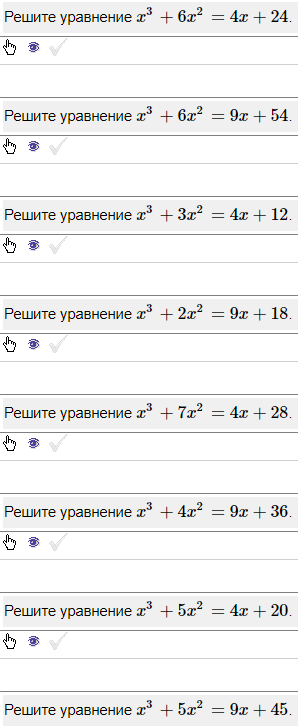 Решите уравнение x³ + 6x² = 4x + 24.
Решите уравнение x³ + 6x² = 9x + 54.
Решите уравнение x³ + 3x² = 4x + 12.
Решите уравнение x³ + 2x² = 9x + 18.
Решите уравнение x³ + 7x² = 4x + 28.
Решите уравнение x³ + 4x² = 9x + 36.
Решите уравнение x³ + 5x² = 4x + 20.
Решите уравнение x³ + 5x² = 9x + 45.